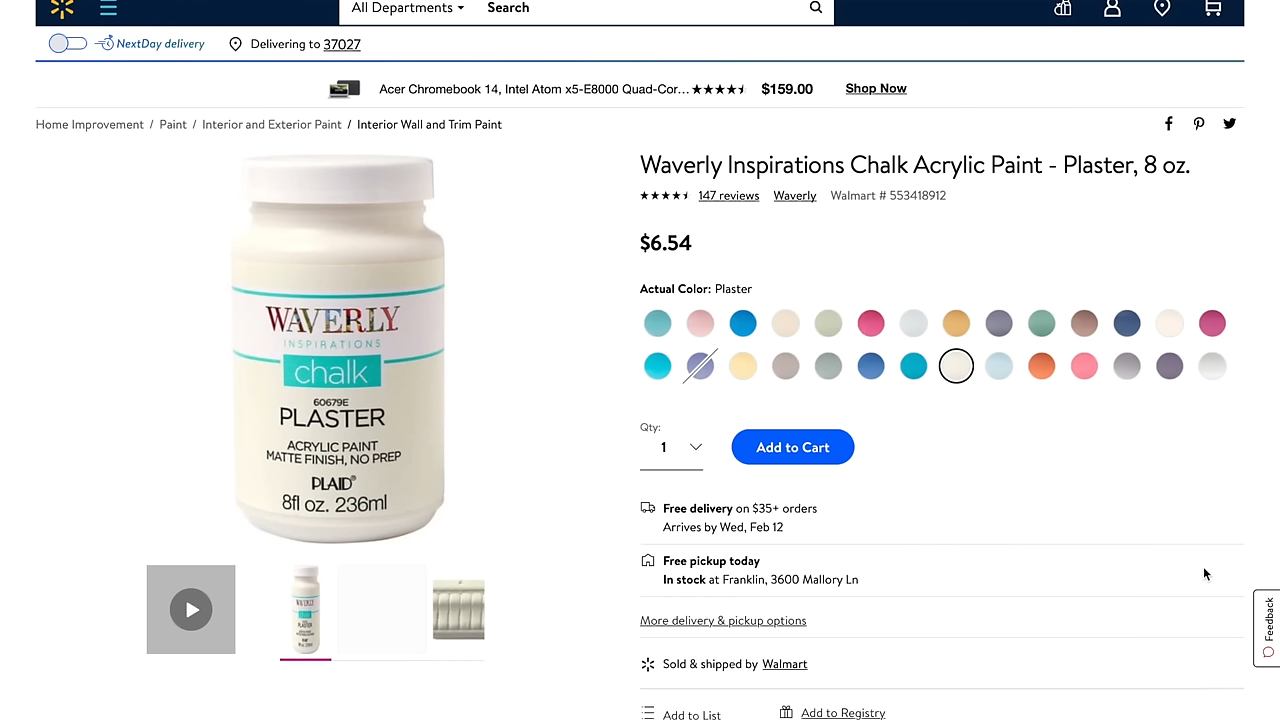 All Departments
Search
NextDay delivery
Delivering to 37027
Acer Chromebook 14, Intel Atom x5-E8000 Quad-Cor...
$159.00
Shop Now
Home Improvement / Paint / Interior and Exterior Paint / Interior Wall and Trim Paint
WAVERLY
INSPIRATIONS
chalk
60679E
PLASTER
ACRYLIC PAINT
MATTE FINISH, NO PREP
PLAID®
8fl oz. 236ml
Waverly Inspirations Chalk Acrylic Paint - Plaster, 8 oz.
147 reviews Waverly Walmart # 553418912
$6.54
Actual Color: Plaster
Qty:
1
Add to Cart
Free delivery on $35+ orders
Arrives by Wed, Feb 12
Free pickup today
In stock at Franklin, 3600 Mallory Ln
More delivery & pickup options
Sold & shipped by Walmart
Add to List
Add to Registry
Feedback